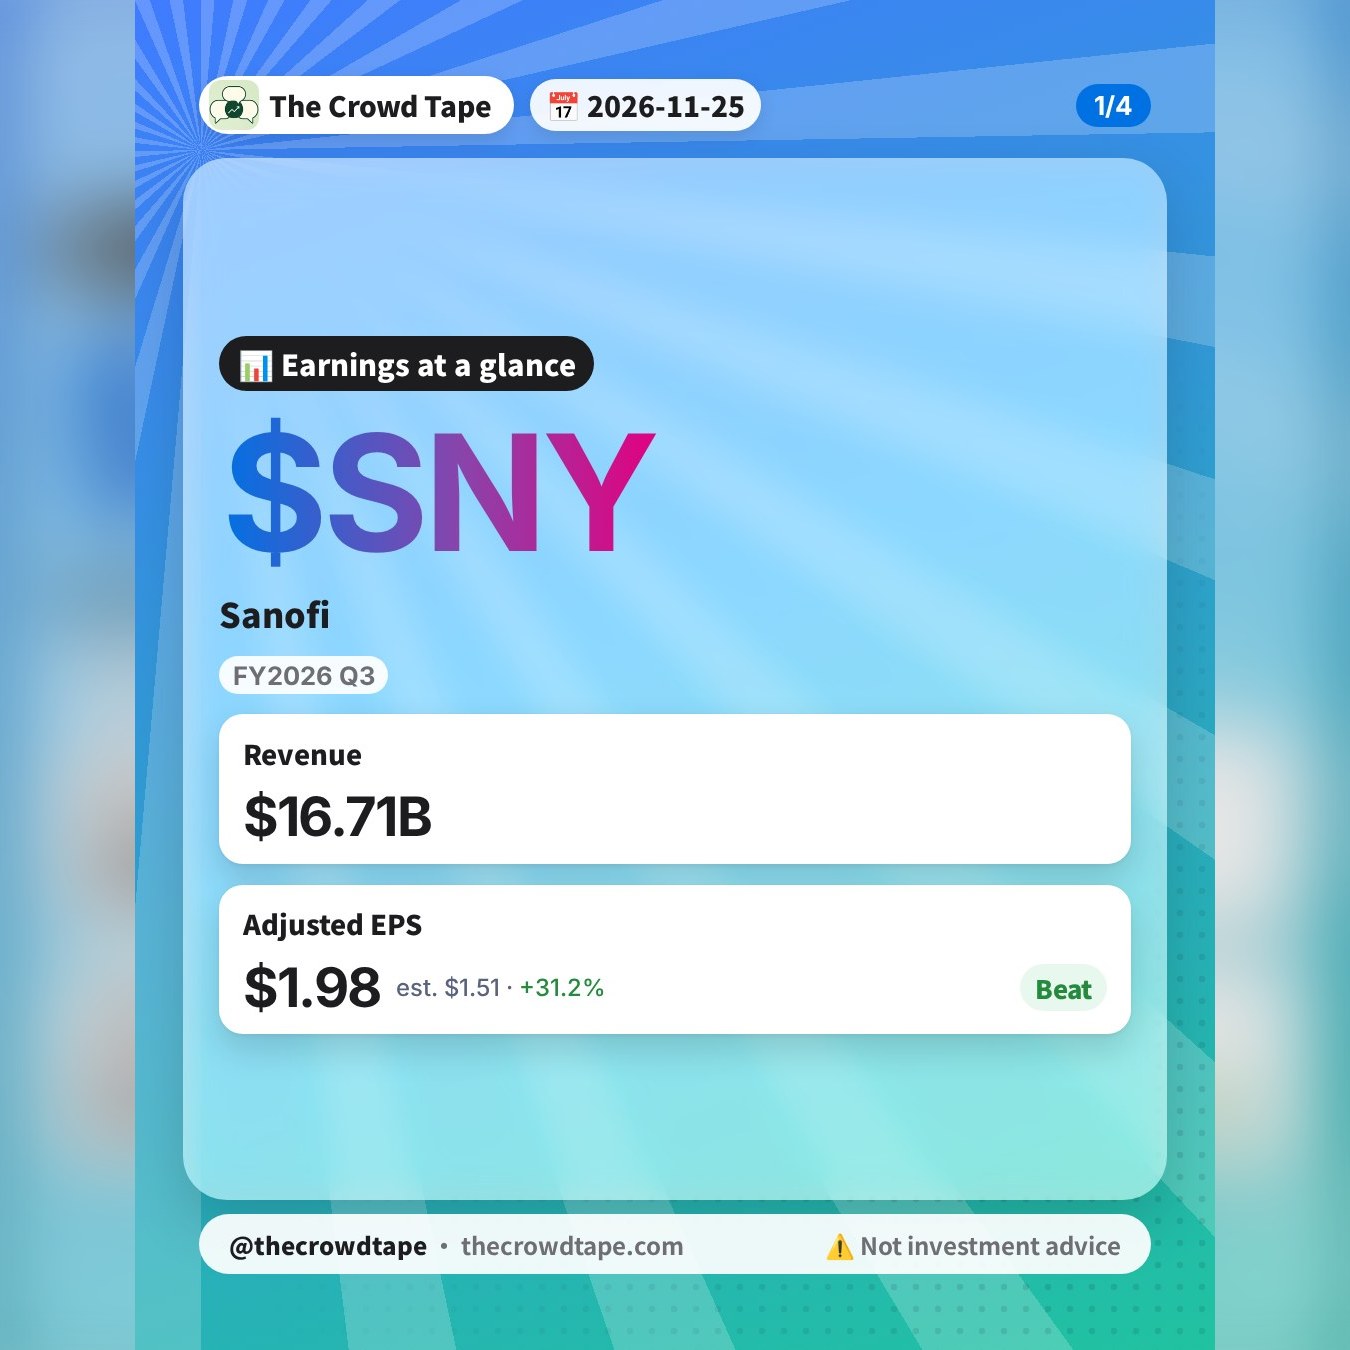 The Crowd Tape
2026-11-25
1/4
Earnings at a glance
$SNY
Sanofi
FY2026 Q3
Revenue
$16.71B
Adjusted EPS
$1.98 est. $1.51 · +31.2%
Beat
@thecrowdtape • thecrowdtape.com
Not investment advice